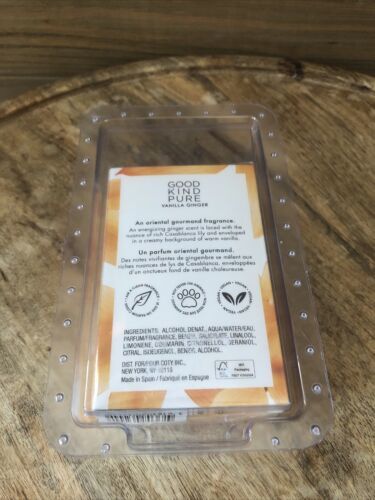 GOOD
KIND
PURE
VANILLA GINGER
An oriental gourmand fragrance.
An energizing ginger scent is laced with the
nuance of rich Casablanca lily and enveloped
in a creamy background of warm vanilla.
Un parfum oriental gourmand.
Des notes vivifiantes de gingembre se mêlent aux
riches nuances de lys de Casablanca, enveloppées
d'un onctueux fond de vanille chaleureuse.
VEGAN
INGREDIENTS: ALCOHOL DENAT., AQUA/WATER/EAU,
PARFUM/FRAGRANCE, BENZYL SALICYLATE, LINALOOL,
LIMONENE, COUMARIN, CITRONELLOL, GERANIOL,
CITRAL, ISOEUGENOL, BENZYL ALCOHOL.
DIST. FOR/POUR COTY INC.,
NEW YORK, NY 10118
Made in Spain / Fabriqué en Espagne
FSC
MIX
Packaging